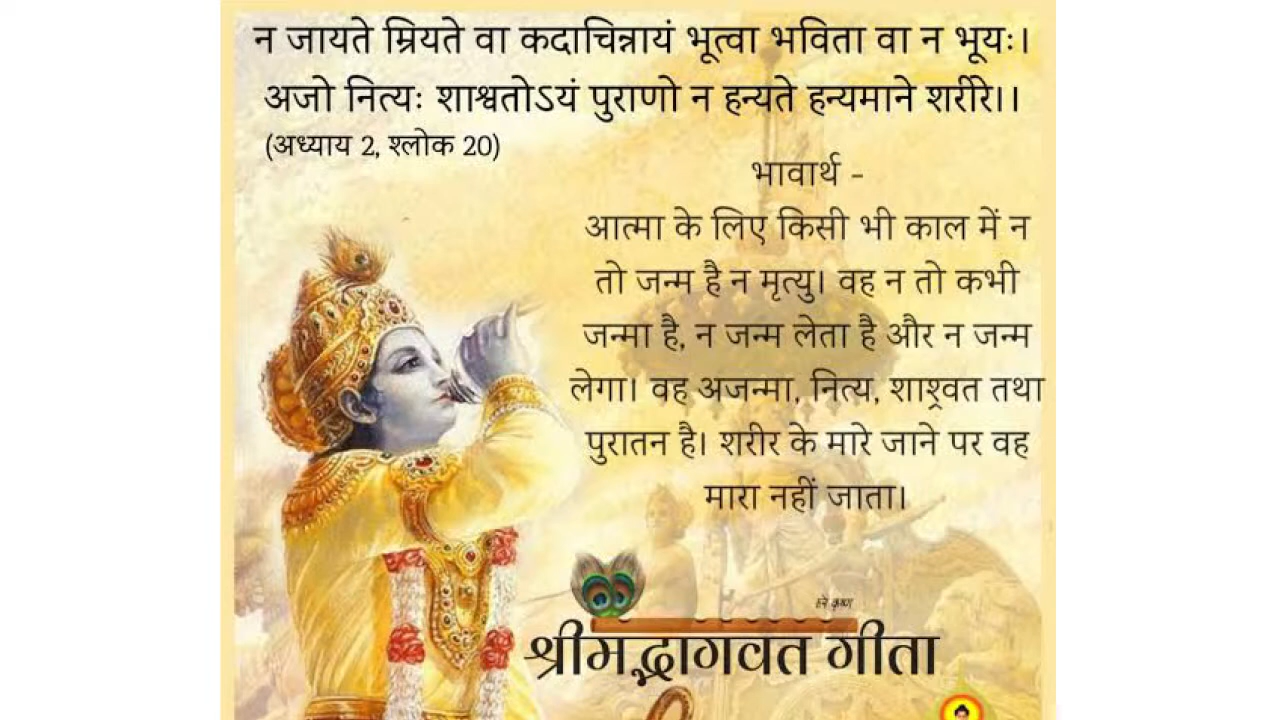 न जायते म्रियते वा कदाचिन्नायं भूत्वा भविता वा न भूयः।
अजो नित्यः शाश्वतोऽयं पुराणो न हन्यते हन्यमाने शरीरे।।
(अध्याय 2, श्लोक 20)
भावार्थ -
आत्मा के लिए किसी भी काल में न
तो जन्म है न मृत्यु। वह न तो कभी
जन्मा है, न जन्म लेता है और न जन्म
लेगा। वह अजन्मा, नित्य, शाश्र्वत तथा
पुरातन है। शरीर के मारे जाने पर वह
मारा नहीं जाता।
हरे कृष्ण
श्रीमद्भागवत गीता